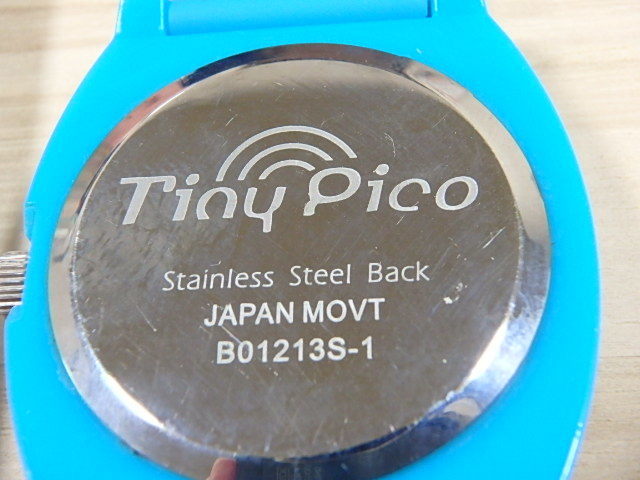 Tiny Pico
Stainless Steel Back
JAPAN MOVT
B01213S-1